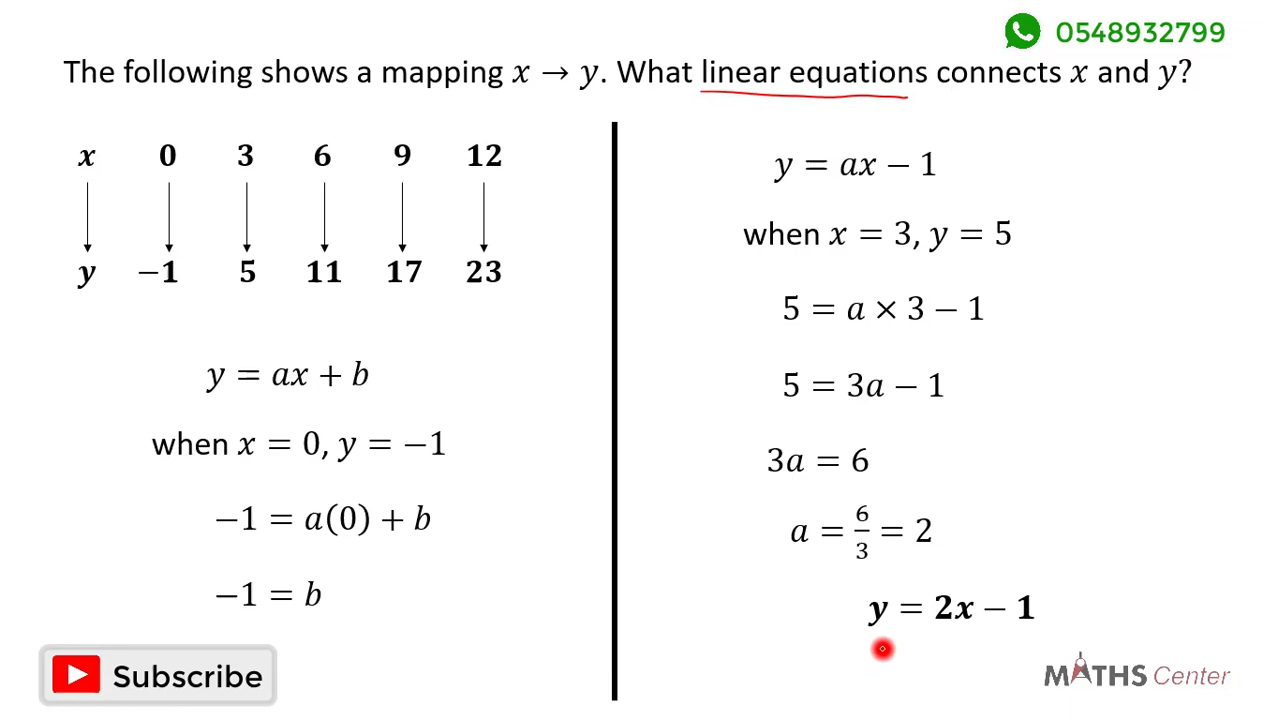 0548932799
The following shows a mapping x → y. What linear equations connects x and y?
x 0 3 6 9 12
y −1 5 11 17 23
y = ax + b
when x = 0, y = −1
−1 = a(0) + b
−1 = b
y = ax − 1
when x = 3, y = 5
5 = a × 3 − 1
5 = 3a − 1
3a = 6
a = 6/3 = 2
y = 2x − 1
Subscribe
MATHS Center